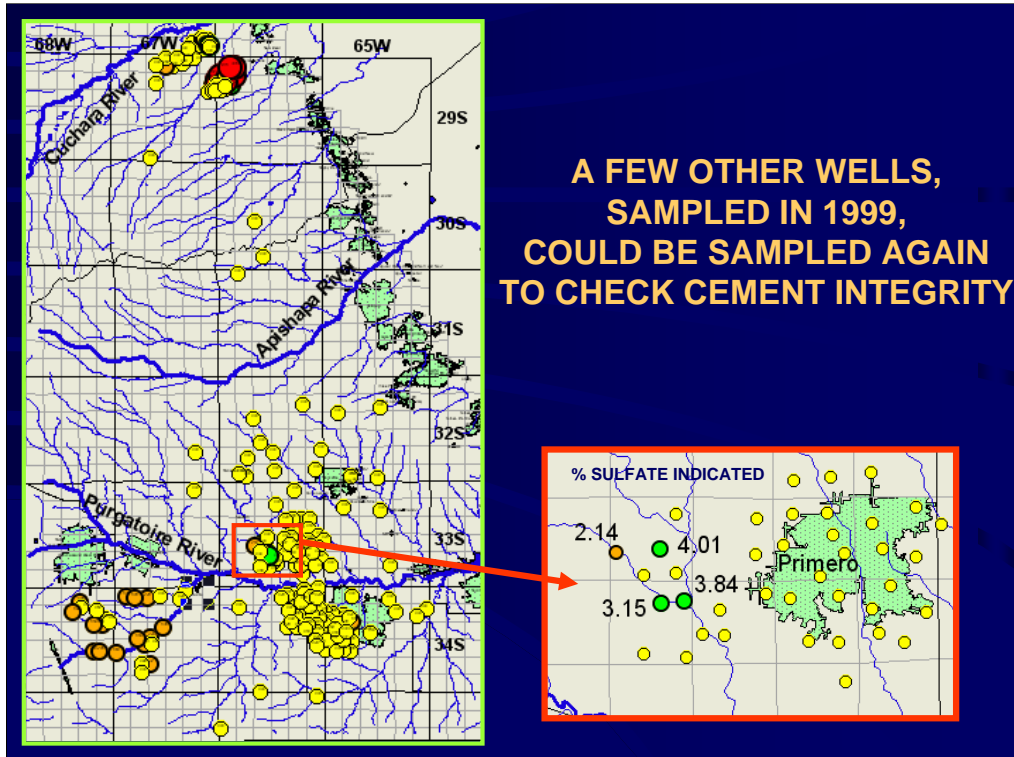 68W 67W 65W
Cuchara River
29S
30S
Apishapa River
31S
32S
Purgatoire River
33S
34S
A FEW OTHER WELLS,
SAMPLED IN 1999,
COULD BE SAMPLED AGAIN
TO CHECK CEMENT INTEGRITY
% SULFATE INDICATED
2.14
4.01
Primero
3.84
3.15